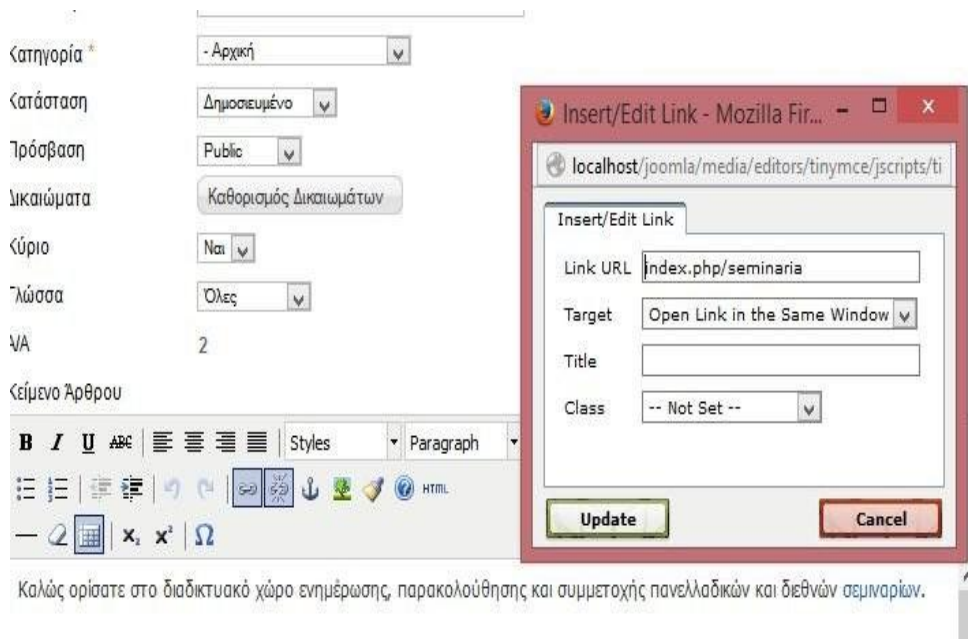 Κατηγορία * - Αρχική
Κατάσταση Δημοσιευμένο
Πρόσβαση Public
Δικαιώματα Καθορισμός Δικαιωμάτων
Κύριο Ναι
Γλώσσα Όλες
Α/Α 2
Κείμενο Άρθρου
B I U ABC Styles Paragraph
HTML
x₂ x² Ω
Insert/Edit Link - Mozilla Fir...
localhost/joomla/media/editors/tinymce/jscripts/ti
Insert/Edit Link
Link URL index.php/seminaria
Target Open Link in the Same Window
Title
Class -- Not Set --
Update Cancel
Καλώς ορίσατε στο διαδικτυακό χώρο ενημέρωσης, παρακολούθησης και συμμετοχής πανελλαδικών και διεθνών σεμιναρίων.